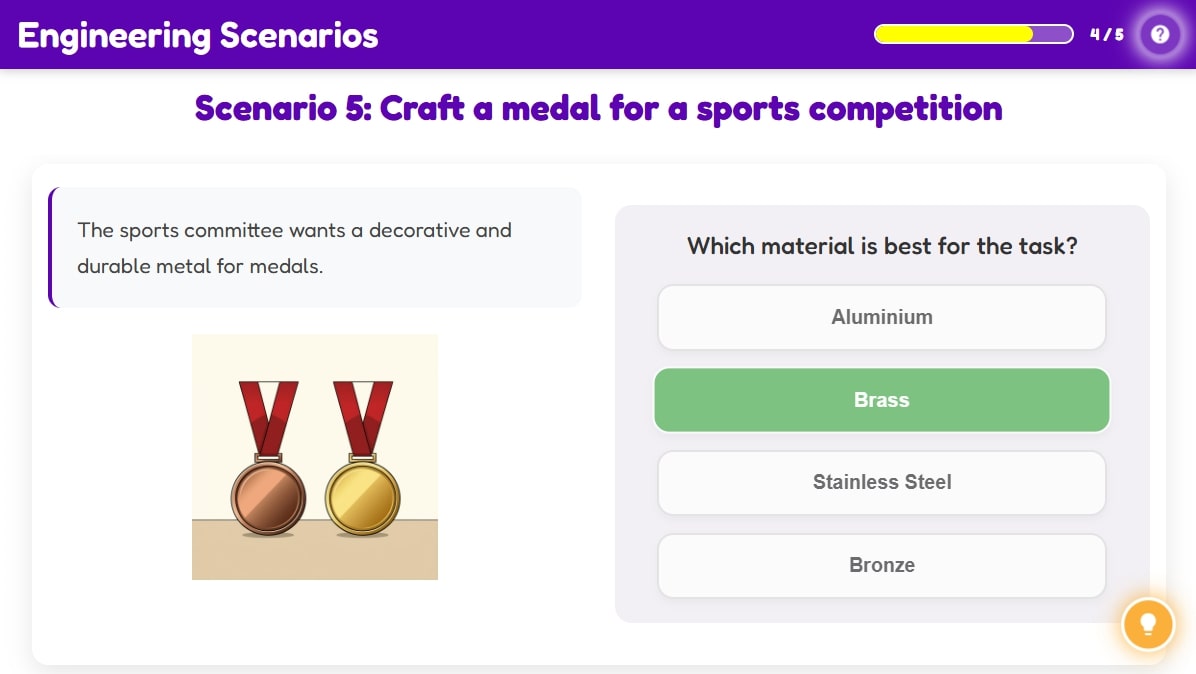 Engineering Scenarios
4/5
?
Scenario 5: Craft a medal for a sports competition
The sports committee wants a decorative and
durable metal for medals.
Which material is best for the task?
Aluminium
Brass
Stainless Steel
Bronze